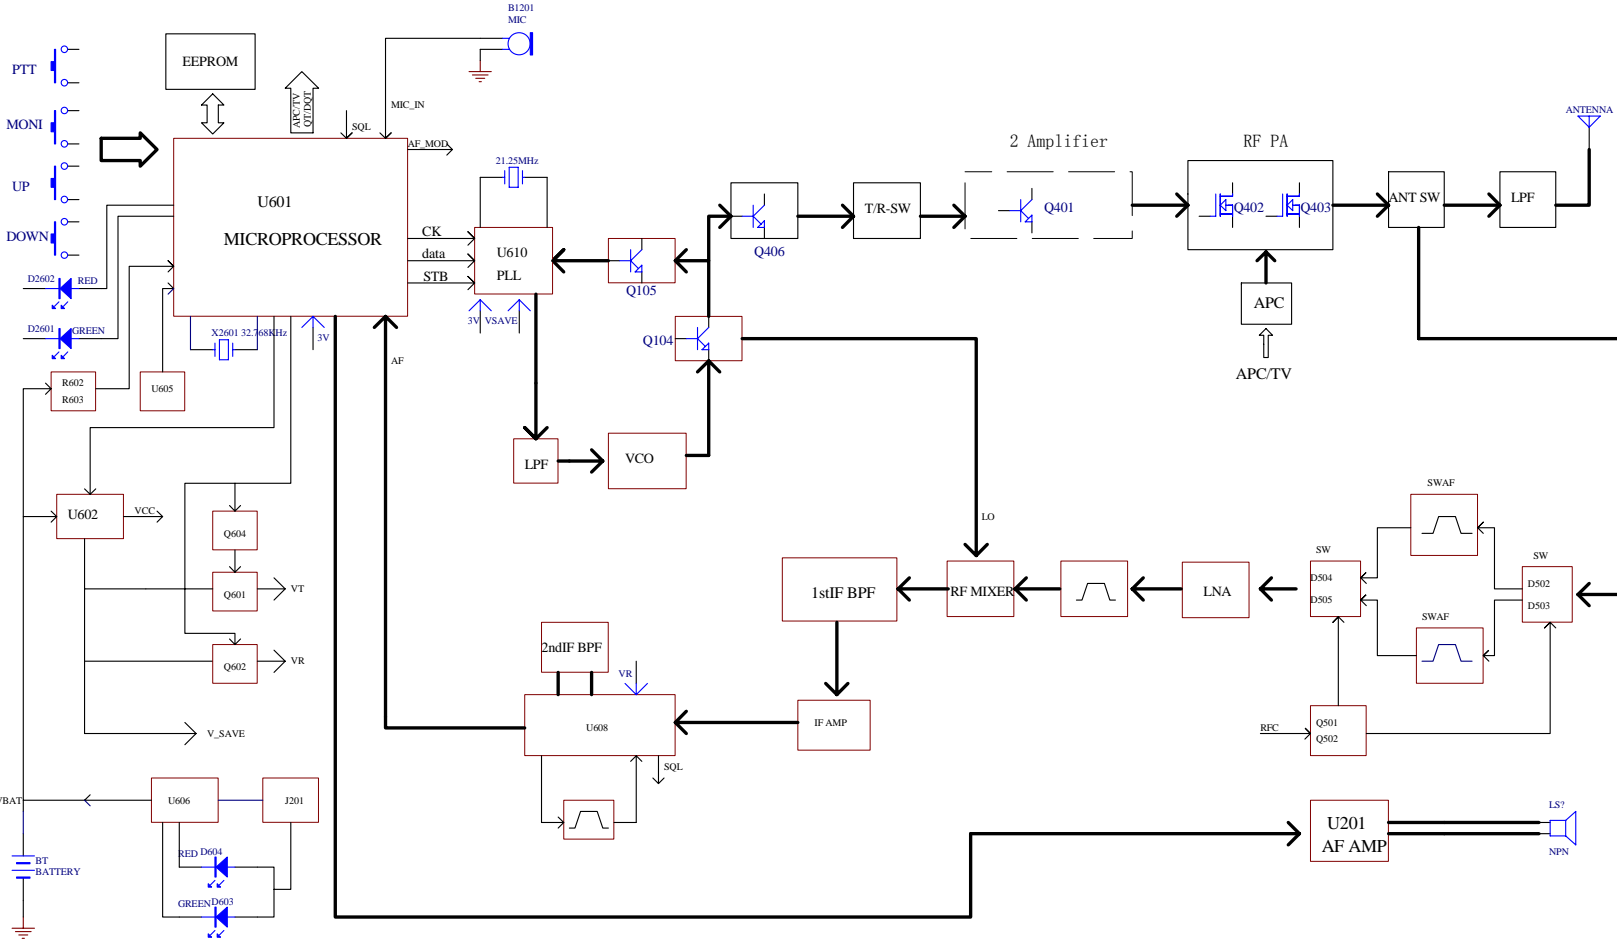 B1201
MIC
PTT
EEPROM
APC/TV
QT/DQT
MIC_IN
SQL
AF_MOD
MONI
UP
DOWN
U601
MICROPROCESSOR
CK
data
STB
21.25MHz
U610
PLL
3V
VSAVE
D2602
RED
D2601
GREEN
X2601 32.768KHz
3V
AF
R602
R603
U605
Q105
Q104
Q406
T/R-SW
2 Amplifier
Q401
RF PA
Q402
Q403
APC
APC/TV
ANT SW
LPF
ANTENNA
LPF
VCO
LO
U602
VCC
Q604
Q601
VT
Q602
VR
V_SAVE
1stIF BPF
RF MIXER
LNA
SW
D504
D505
SWAF
SWAF
SW
D502
D503
2ndIF BPF
VR
U608
SQL
IF AMP
RFC
Q501
Q502
VBAT
U606
J201
RED D604
GREEN D603
BT
BATTERY
U201
AF AMP
LS?
NPN